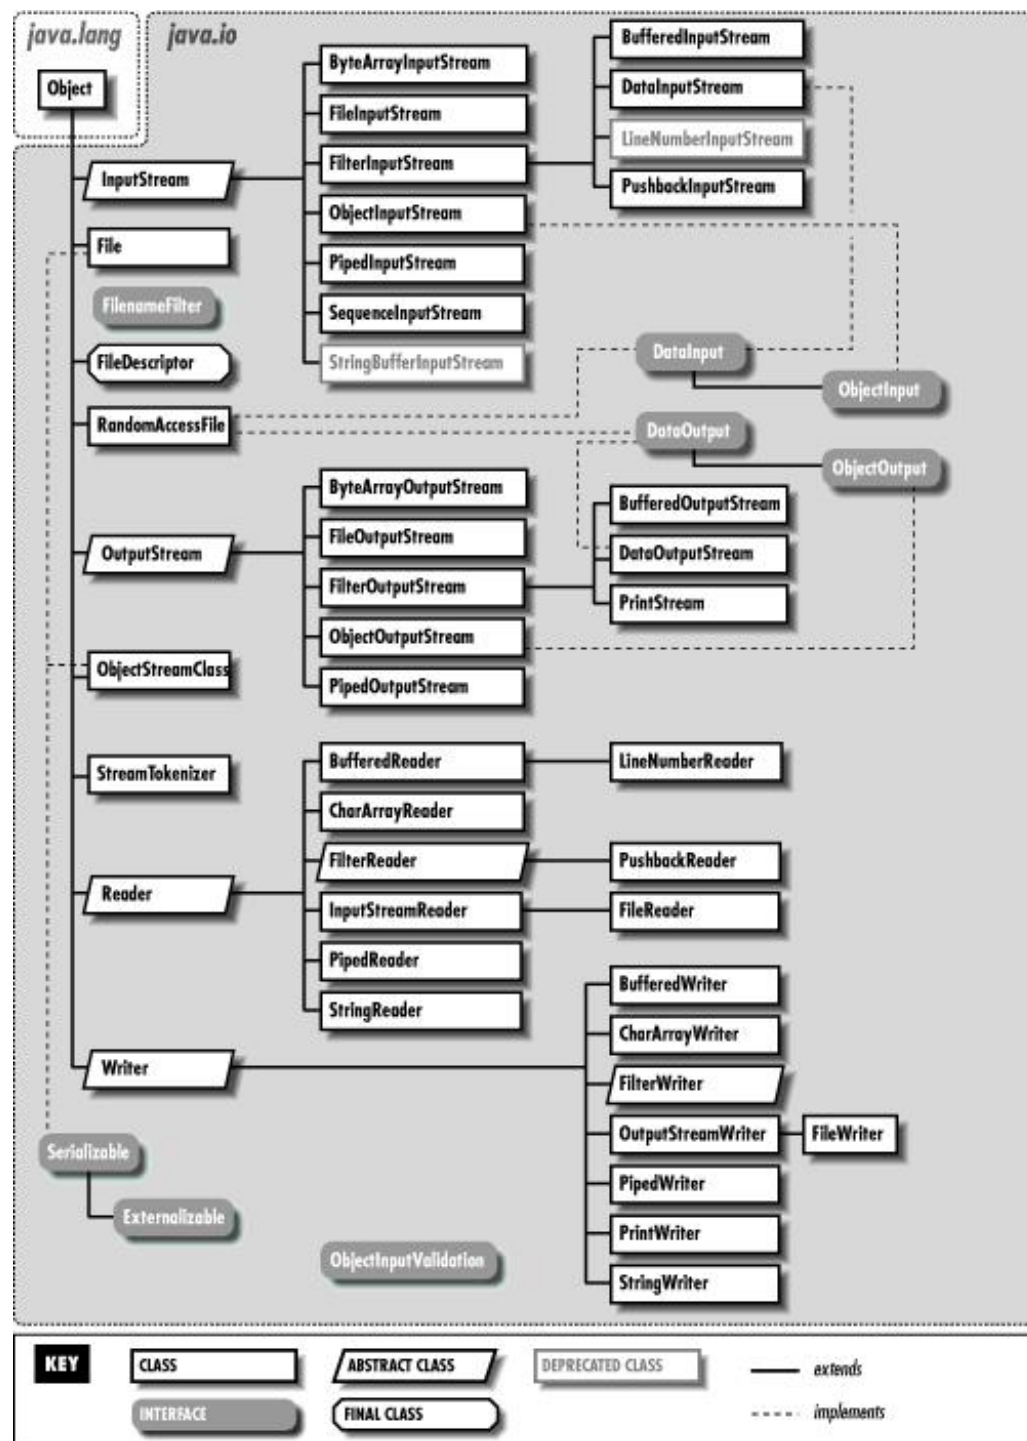 java.lang
java.io
Object
InputStream
File
FilenameFilter
FileDescriptor
RandomAccessFile
OutputStream
ObjectStreamClass
StreamTokenizer
Reader
Writer
Serializable
Externalizable
ByteArrayInputStream
FileInputStream
FilterInputStream
ObjectInputStream
PipedInputStream
SequenceInputStream
StringBufferInputStream
BufferedInputStream
DataInputStream
LineNumberInputStream
PushbackInputStream
DataInput
ObjectInput
DataOutput
ObjectOutput
ByteArrayOutputStream
FileOutputStream
FilterOutputStream
ObjectOutputStream
PipedOutputStream
BufferedOutputStream
DataOutputStream
PrintStream
BufferedReader
CharArrayReader
FilterReader
InputStreamReader
PipedReader
StringReader
LineNumberReader
PushbackReader
FileReader
BufferedWriter
CharArrayWriter
FilterWriter
OutputStreamWriter
FileWriter
PipedWriter
PrintWriter
StringWriter
ObjectInputValidation
KEY
CLASS
ABSTRACT CLASS
DEPRECATED CLASS
extends
INTERFACE
FINAL CLASS
implements